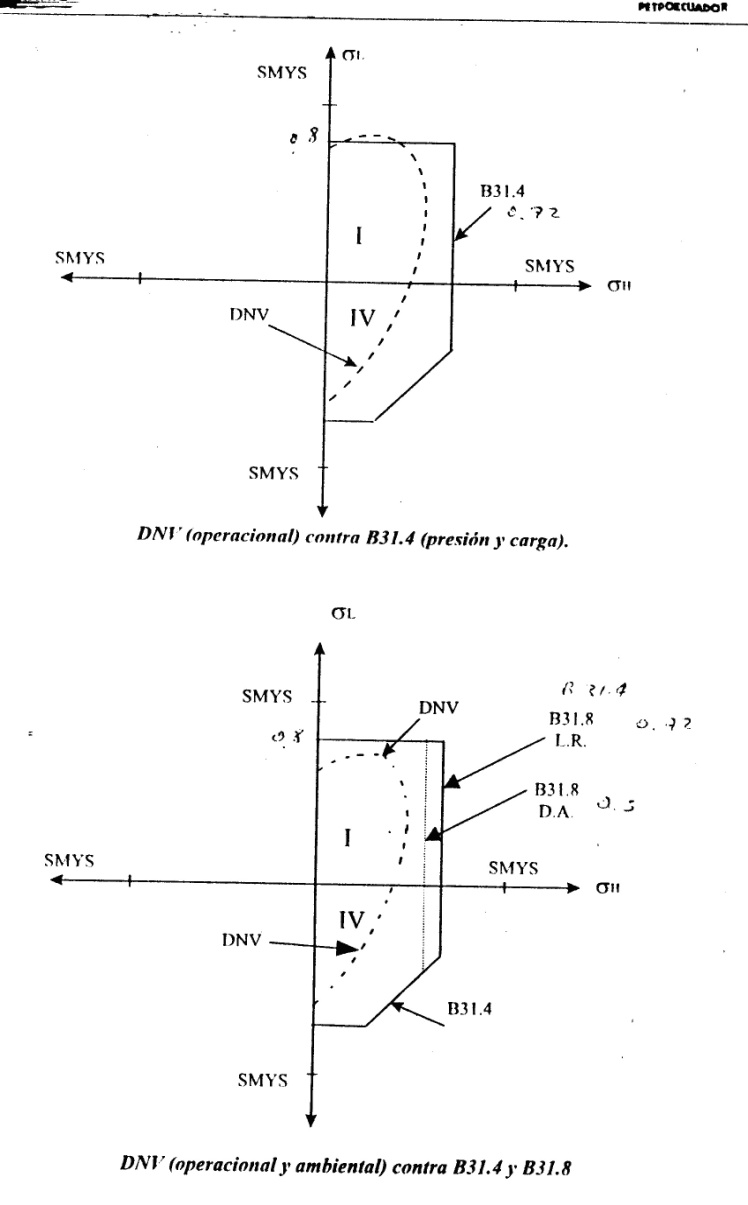 PETPOECUADOR
σL
SMYS
0.8
B31.4
0.72
I
SMYS
SMYS
σH
DNV
IV
SMYS
DNV (operacional) contra B31.4 (presión y carga).
σL
B 31.4
SMYS
DNV
B31.8
0.72
0.8
L.R.
B31.8
0.5
D.A.
I
SMYS
SMYS
σH
IV
DNV
B31.4
SMYS
DNV (operacional y ambiental) contra B31.4 y B31.8